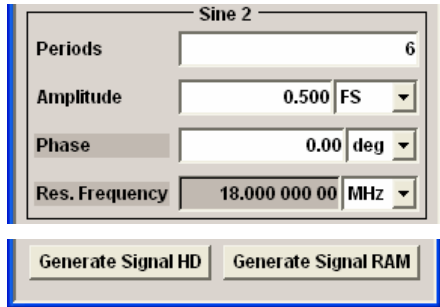 Sine 2
Periods 6
Amplitude 0.500 FS
Phase 0.00 deg
Res. Frequency 18.000 000 00 MHz
Generate Signal HD Generate Signal RAM